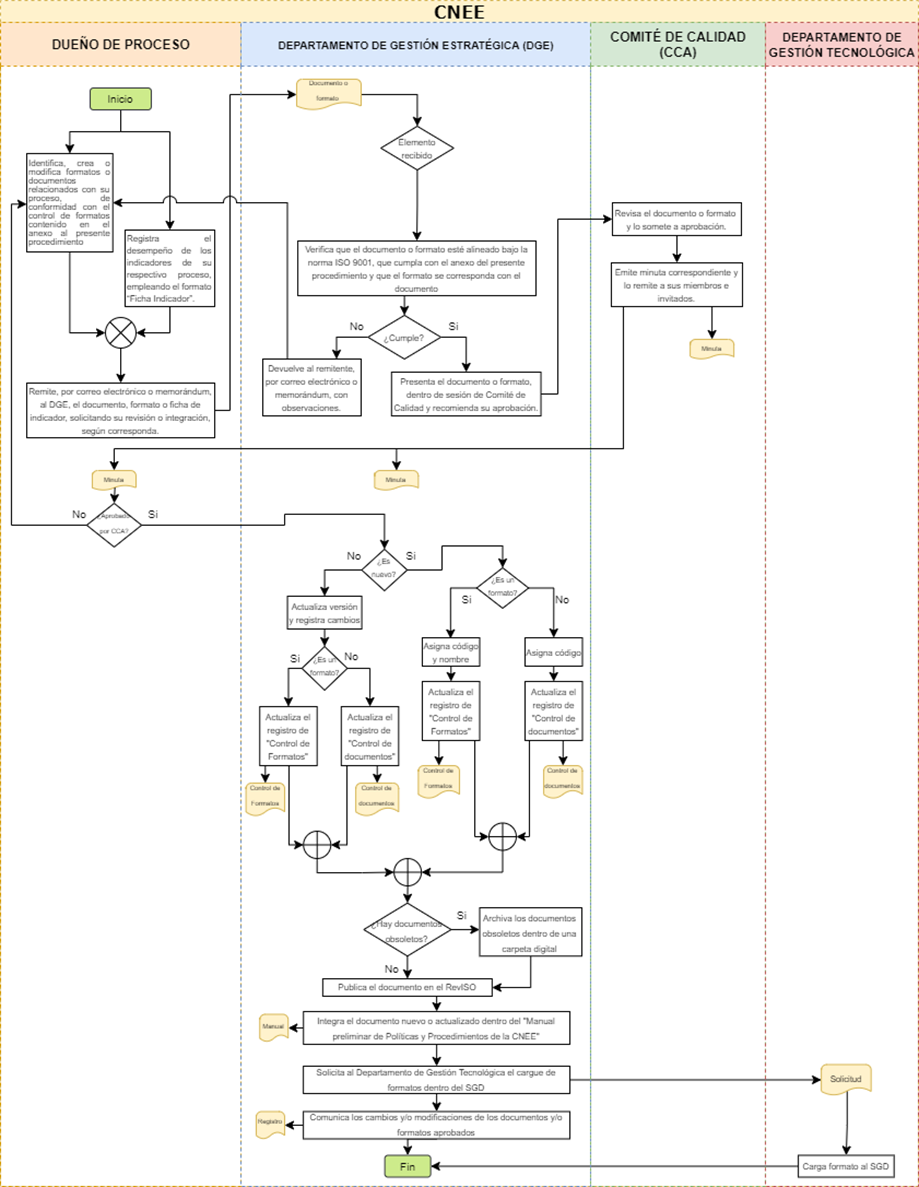 CNEE
DUEÑO DE PROCESO
DEPARTAMENTO DE GESTIÓN ESTRATÉGICA (DGE)
COMITÉ DE CALIDAD
(CCA)
DEPARTAMENTO DE
GESTIÓN TECNOLÓGICA
Inicio
Documento o
formato
Elemento
recibido
Identifica, crea o
modifica formatos o
documentos
relacionados con su
proceso, de
conformidad con el
control de formatos
contenido en el
anexo al presente
procedimiento
Registra el
desempeño de los
indicadores de su
respectivo proceso,
empleando el formato
"Ficha Indicador".
Verifica que el documento o formato esté alineado bajo la
norma ISO 9001, que cumpla con el anexo del presente
procedimiento y que el formato se corresponda con el
documento
Revisa el documento o formato
y lo somete a aprobación.
Emite minuta correspondiente y
lo remite a sus miembros e
invitados.
Minuta
No
¿Cumple?
Si
Devuelve al remitente,
por correo electrónico o
memorándum, con
observaciones.
Presenta el documento o formato,
dentro de sesión de Comité de
Calidad y recomienda su aprobación.
Remite, por correo electrónico o memorándum,
al DGE, el documento, formato o ficha de
indicador, solicitando su revisión o integración,
según corresponda.
Minuta
Minuta
No
¿Aprobado
por CCA?
Si
No
¿Es
nuevo?
Si
¿Es un
formato?
Si
No
Actualiza versión
y registra cambios
Si
¿Es un
formato?
No
Asigna código
y nombre
Asigna código
Actualiza el
registro de
"Control de
Formatos"
Actualiza el
registro de
"Control de
documentos"
Actualiza el
registro de
"Control de
Formatos"
Actualiza el
registro de
"Control de
documentos"
Control de
Formatos
Control de
documentos
Control de
Formatos
Control de
documentos
¿Hay documentos
obsoletos?
Si
No
Archiva los documentos
obsoletos dentro de una
carpeta digital
Publica el documento en el RevISO
Manual
Integra el documento nuevo o actualizado dentro del "Manual
preliminar de Políticas y Procedimientos de la CNEE"
Solicita al Departamento de Gestión Tecnológica el cargue de
formatos dentro del SGD
Solicitud
Registro
Comunica los cambios y/o modificaciones de los documentos y/o
formatos aprobados
Fin
Carga formato al SGD